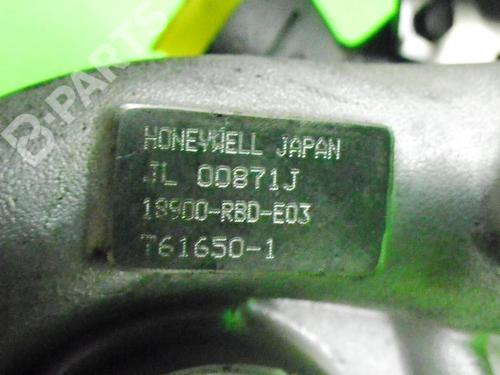 B-PARTS
HONEYWELL JAPAN
JL 00871J
18900-RBD-E03
761650-1